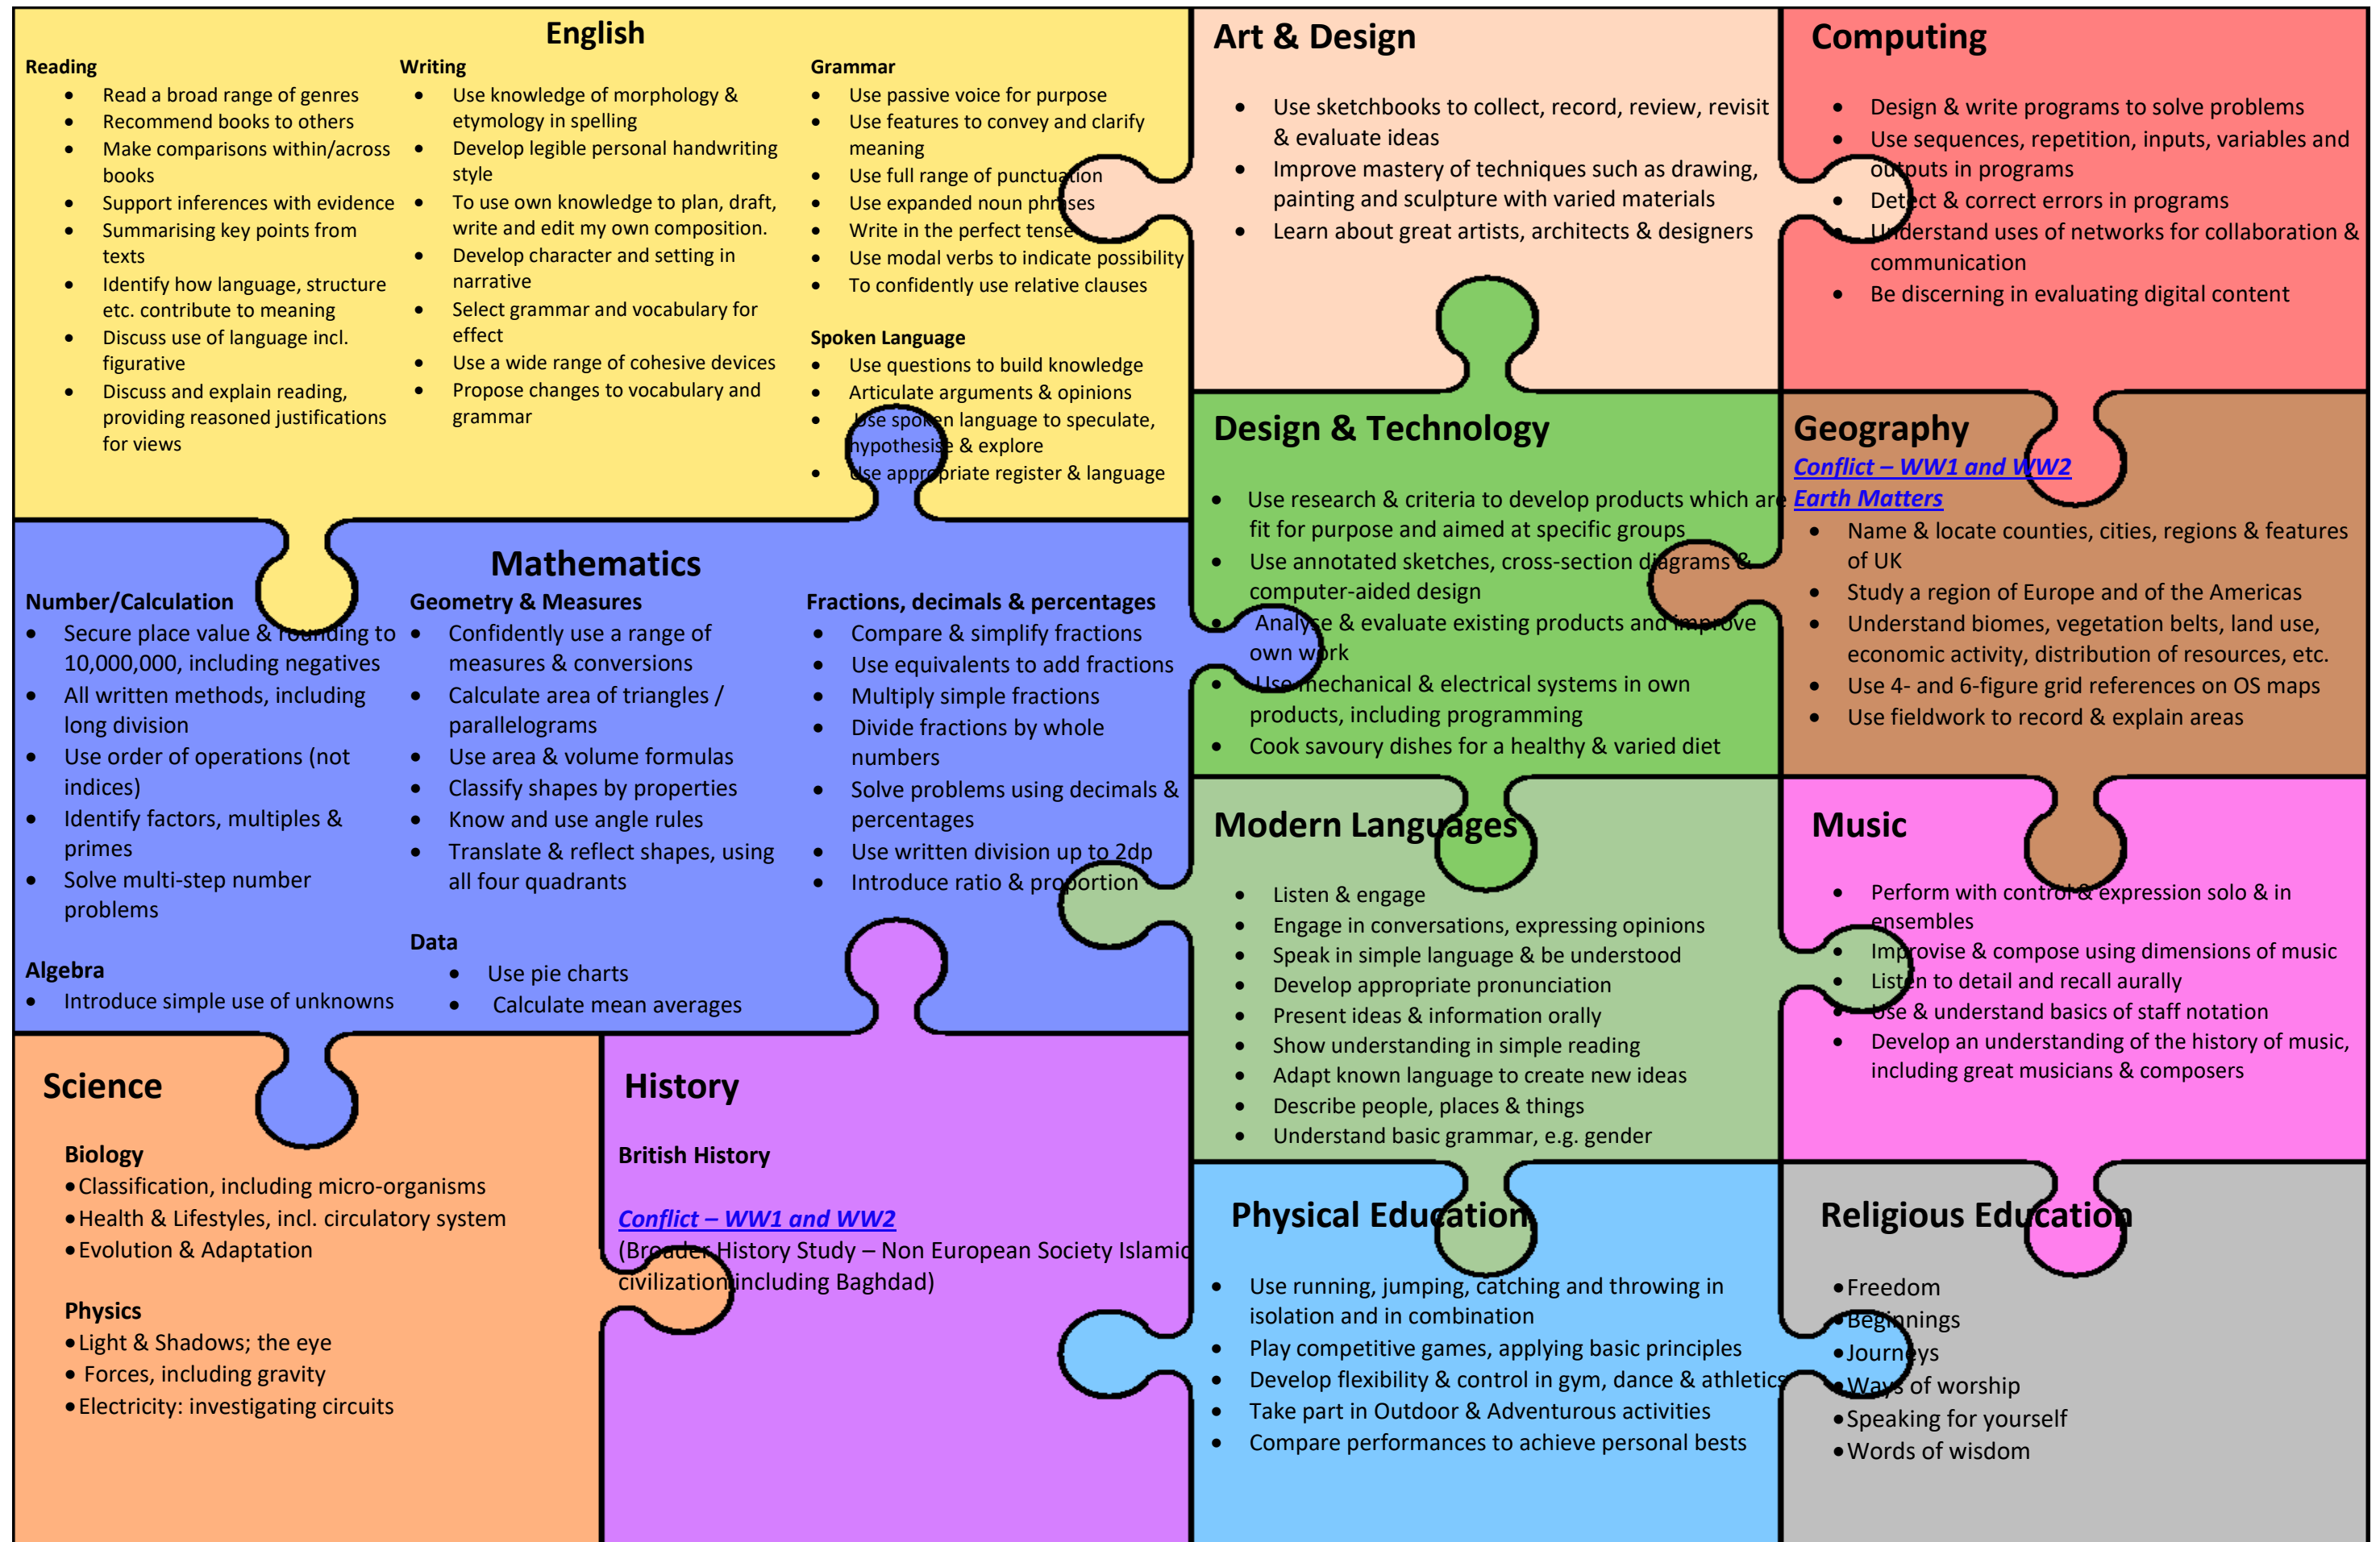 English
Reading
• Read a broad range of genres
• Recommend books to others
• Make comparisons within/across
books
• Support inferences with evidence
• Summarising key points from
texts
• Identify how language, structure
etc. contribute to meaning
• Discuss use of language incl.
figurative
• Discuss and explain reading,
providing reasoned justifications
for views
Writing
• Use knowledge of morphology &
etymology in spelling
• Develop legible personal handwriting
style
• To use own knowledge to plan, draft,
write and edit my own composition.
• Develop character and setting in
narrative
• Select grammar and vocabulary for
effect
• Use a wide range of cohesive devices
• Propose changes to vocabulary and
grammar
Grammar
• Use passive voice for purpose
• Use features to convey and clarify
meaning
• Use full range of punctuation
• Use expanded noun phrases
• Write in the perfect tense
• Use modal verbs to indicate possibility
• To confidently use relative clauses
Spoken Language
• Use questions to build knowledge
• Articulate arguments & opinions
• Use spoken language to speculate,
hypothesise & explore
• Use appropriate register & language
Art & Design
• Use sketchbooks to collect, record, review, revisit
& evaluate ideas
• Improve mastery of techniques such as drawing,
painting and sculpture with varied materials
• Learn about great artists, architects & designers
Computing
• Design & write programs to solve problems
• Use sequences, repetition, inputs, variables and
outputs in programs
• Detect & correct errors in programs
• Understand uses of networks for collaboration &
communication
• Be discerning in evaluating digital content
Mathematics
Number/Calculation
• Secure place value & rounding to
10,000,000, including negatives
• All written methods, including
long division
• Use order of operations (not
indices)
• Identify factors, multiples &
primes
• Solve multi-step number
problems
Algebra
• Introduce simple use of unknowns
Geometry & Measures
• Confidently use a range of
measures & conversions
• Calculate area of triangles /
parallelograms
• Use area & volume formulas
• Classify shapes by properties
• Know and use angle rules
• Translate & reflect shapes, using
all four quadrants
Data
• Use pie charts
• Calculate mean averages
Fractions, decimals & percentages
• Compare & simplify fractions
• Use equivalents to add fractions
• Multiply simple fractions
• Divide fractions by whole
numbers
• Solve problems using decimals &
percentages
• Use written division up to 2dp
• Introduce ratio & proportion
Design & Technology
• Use research & criteria to develop products which are
fit for purpose and aimed at specific groups
• Use annotated sketches, cross-section diagrams &
computer-aided design
• Analyse & evaluate existing products and improve
own work
• Use mechanical & electrical systems in own
products, including programming
• Cook savoury dishes for a healthy & varied diet
Geography
Conflict – WW1 and WW2
Earth Matters
• Name & locate counties, cities, regions & features
of UK
• Study a region of Europe and of the Americas
• Understand biomes, vegetation belts, land use,
economic activity, distribution of resources, etc.
• Use 4- and 6-figure grid references on OS maps
• Use fieldwork to record & explain areas
Modern Languages
• Listen & engage
• Engage in conversations, expressing opinions
• Speak in simple language & be understood
• Develop appropriate pronunciation
• Present ideas & information orally
• Show understanding in simple reading
• Adapt known language to create new ideas
• Describe people, places & things
• Understand basic grammar, e.g. gender
Music
• Perform with control & expression solo & in
ensembles
• Improvise & compose using dimensions of music
• Listen to detail and recall aurally
• Use & understand basics of staff notation
• Develop an understanding of the history of music,
including great musicians & composers
Science
Biology
• Classification, including micro-organisms
• Health & Lifestyles, incl. circulatory system
• Evolution & Adaptation
Physics
• Light & Shadows; the eye
• Forces, including gravity
• Electricity: investigating circuits
History
British History
Conflict – WW1 and WW2
(Broader History Study – Non European Society Islamic
civilization including Baghdad)
Physical Education
• Use running, jumping, catching and throwing in
isolation and in combination
• Play competitive games, applying basic principles
• Develop flexibility & control in gym, dance & athletics
• Take part in Outdoor & Adventurous activities
• Compare performances to achieve personal bests
Religious Education
• Freedom
• Beginnings
• Journeys
• Ways of worship
• Speaking for yourself
• Words of wisdom